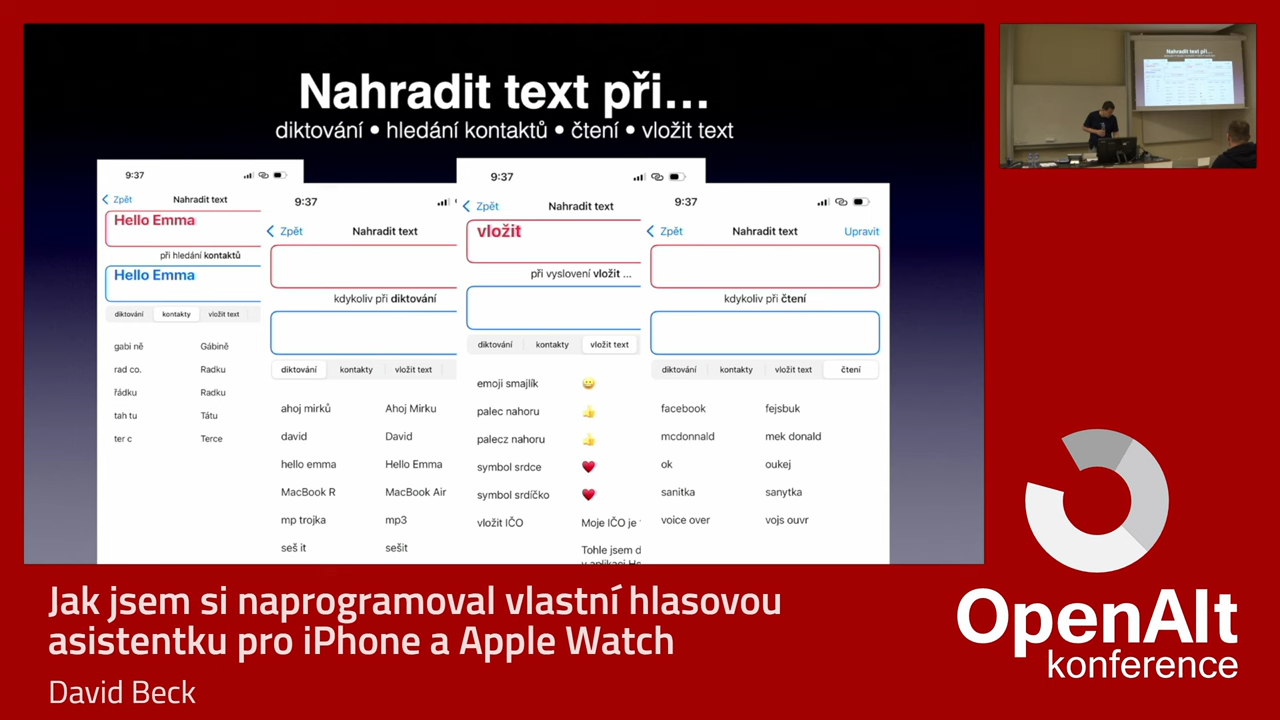 Nahradit text při...
diktování • hledání kontaktů • čtení • vložit text
9:37
Zpět
Nahradit text
Hello Emma
při hledání kontaktů
Hello Emma
diktování kontakty vložit text
gabi ně Gábině
rad co. Radku
řádku Radku
tah tu Tátu
ter c Terce
9:37
Zpět
Nahradit text
kdykoliv při diktování
diktování kontakty vložit text
ahoj mirků Ahoj Mirku
david David
hello emma Hello Emma
MacBook R MacBook Air
mp trojka mp3
seš it sešit
9:37
Zpět
Nahradit text
vložit
při vyslovení vložit ...
diktování kontakty vložit text
emoji smajlík 😀
palec nahoru 👍
palecz nahoru 👍
symbol srdce ♥
symbol srdíčko ♥
vložit IČO Moje IČO je
Tohle jsem d
9:37
Zpět
Nahradit text
Upravit
kdykoliv při čtení
diktování kontakty vložit text čtení
facebook fejsbuk
mcdonnald mek donald
ok oukej
sanitka sanytka
voice over vojs ouvr
Jak jsem si naprogramoval vlastní hlasovou
asistentku pro iPhone a Apple Watch
David Beck
OpenAlt
konference